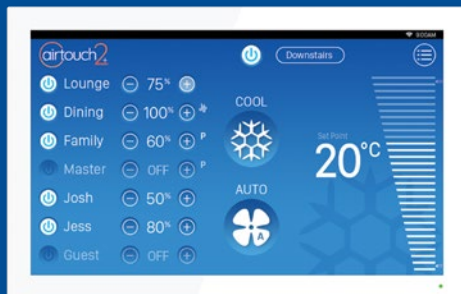 9:00AM
airtouch2+
Downstairs
Lounge 75%
Dining 100%
Family 60% P
Master OFF P
Josh 50%
Jess 80%
Guest OFF
COOL
AUTO
A
Set Point
20°C